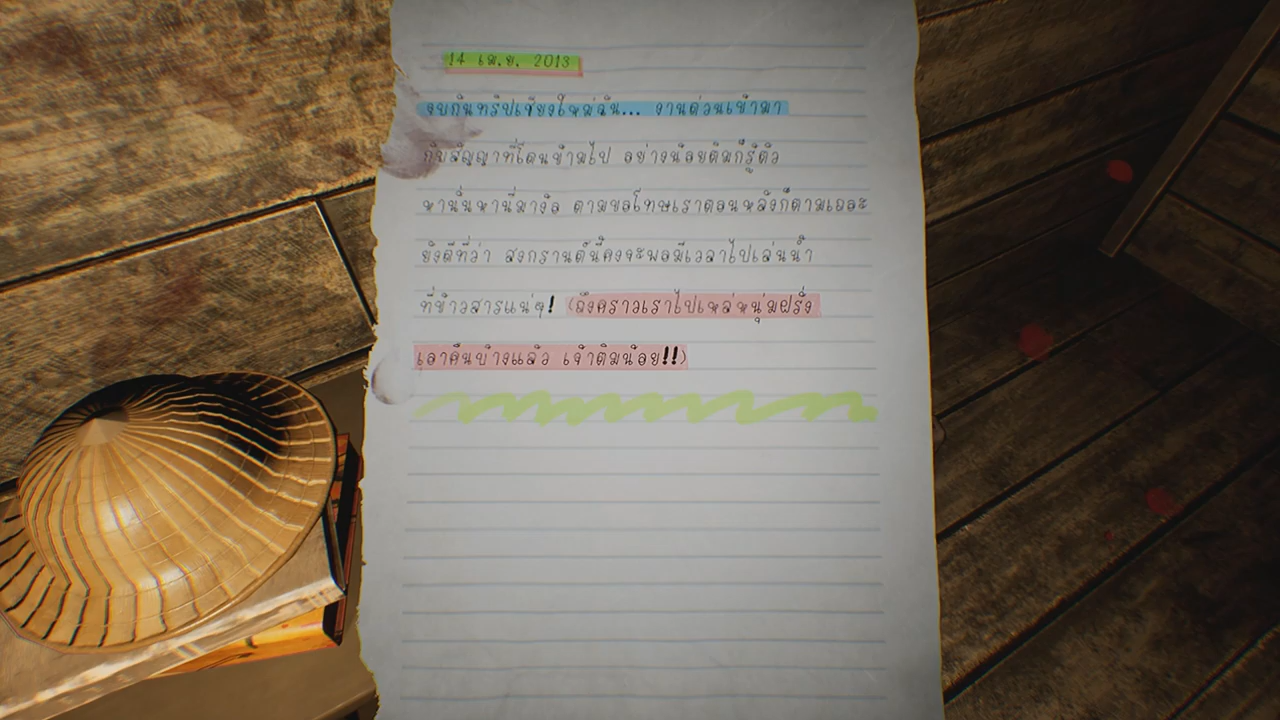 14 เม.ย. 2013
จบกันทริปเชียงใหม่ฉัน... งานด่วนเข้ามา
กับสัญญาที่โดนข้ามไป อย่างน้อยติมก็รู้ตัว
หานั่นหานี่มาง้อ ตามขอโทษเราตอนหลังก็ตามเถอะ
ยังดีที่ว่า สงกรานต์นี้คงจะพอมีเวลาไปเล่นน้ำ
ที่ข้าวสารแน่ๆ! (ถึงคราวเราไปเหล่หนุ่มฝรั่ง
เอาคืนบ้างแล้ว เจ้าติมน้อย!!)